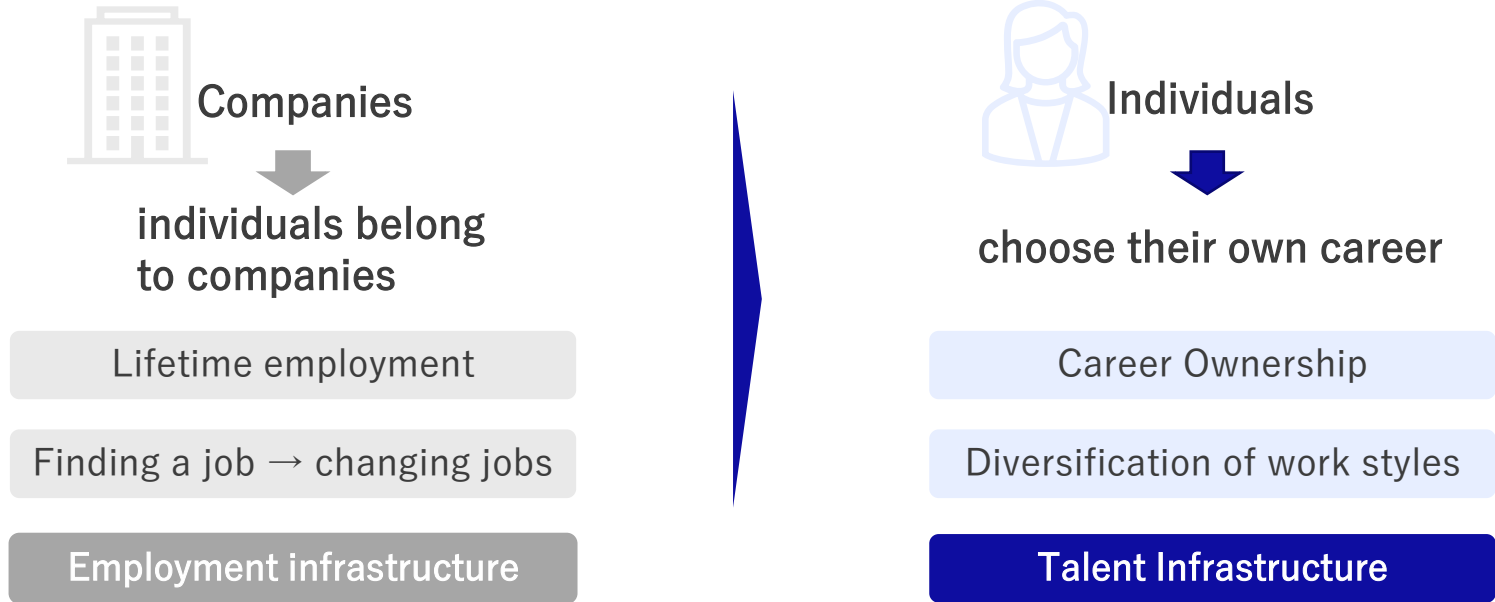 Companies
individuals belong
to companies
Lifetime employment
Finding a job → changing jobs
Employment infrastructure
Individuals
choose their own career
Career Ownership
Diversification of work styles
Talent Infrastructure